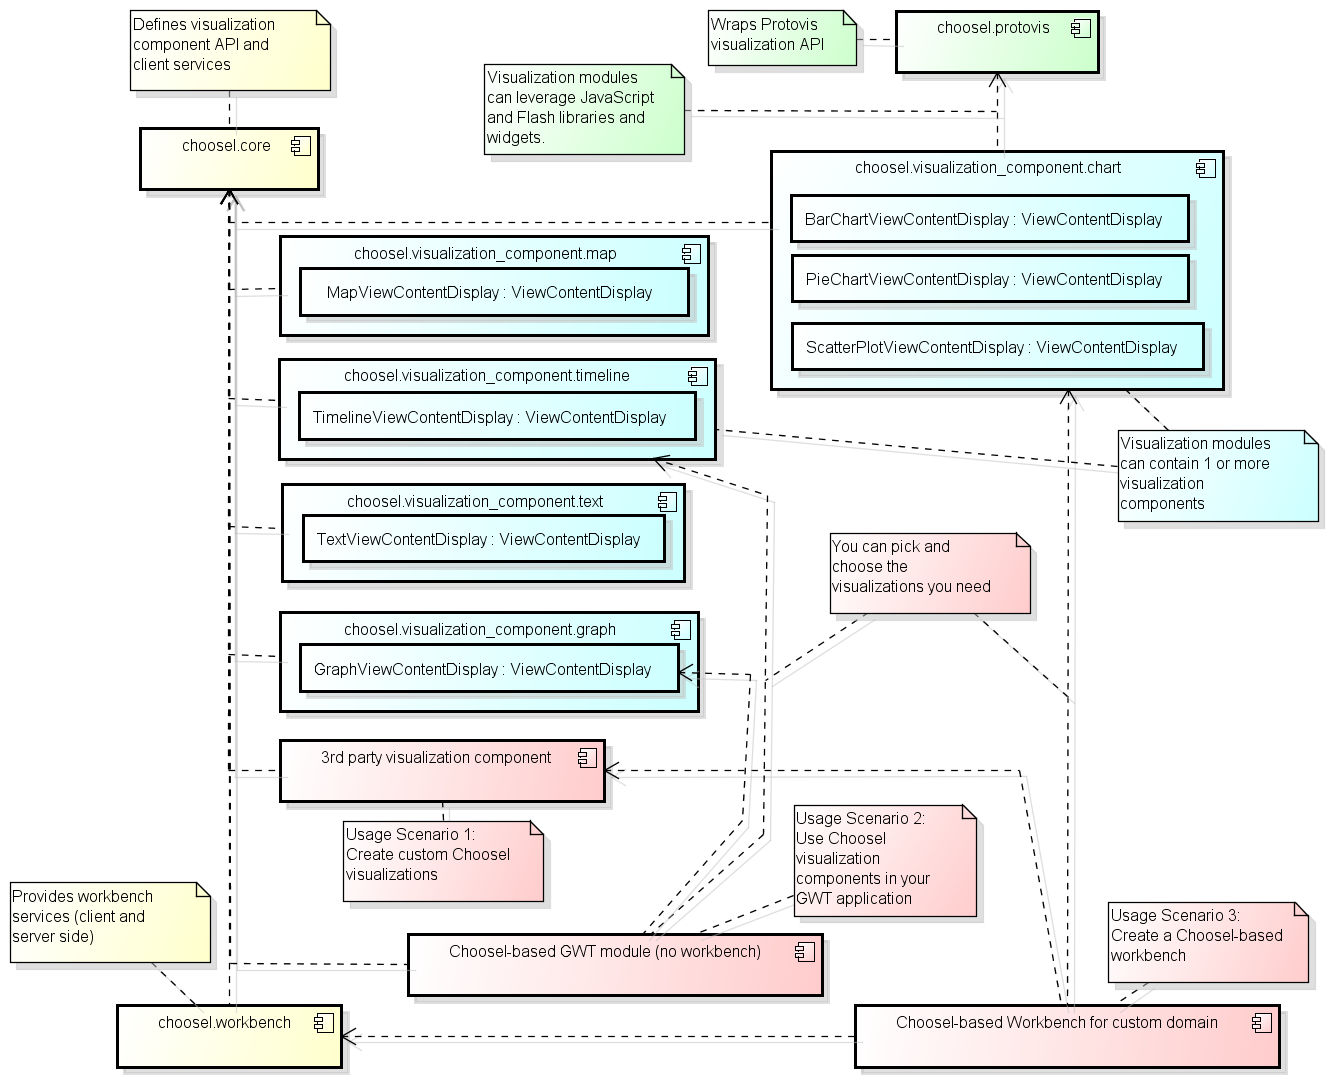 Defines visualization
component API and
client services
Wraps Protovis
visualization API
choosel.protovis
Visualization modules
can leverage JavaScript
and Flash libraries and
widgets.
choosel.core
choosel.visualization_component.chart
BarChartViewContentDisplay : ViewContentDisplay
PieChartViewContentDisplay : ViewContentDisplay
ScatterPlotViewContentDisplay : ViewContentDisplay
choosel.visualization_component.map
MapViewContentDisplay : ViewContentDisplay
choosel.visualization_component.timeline
TimelineViewContentDisplay : ViewContentDisplay
Visualization modules
can contain 1 or more
visualization
components
choosel.visualization_component.text
TextViewContentDisplay : ViewContentDisplay
You can pick and
choose the
visualizations you need
choosel.visualization_component.graph
GraphViewContentDisplay : ViewContentDisplay
3rd party visualization component
Usage Scenario 1:
Create custom Choosel
visualizations
Usage Scenario 2:
Use Choosel
visualization
components in your
GWT application
Provides workbench
services (client and
server side)
Usage Scenario 3:
Create a Choosel-based
workbench
Choosel-based GWT module (no workbench)
choosel.workbench
Choosel-based Workbench for custom domain